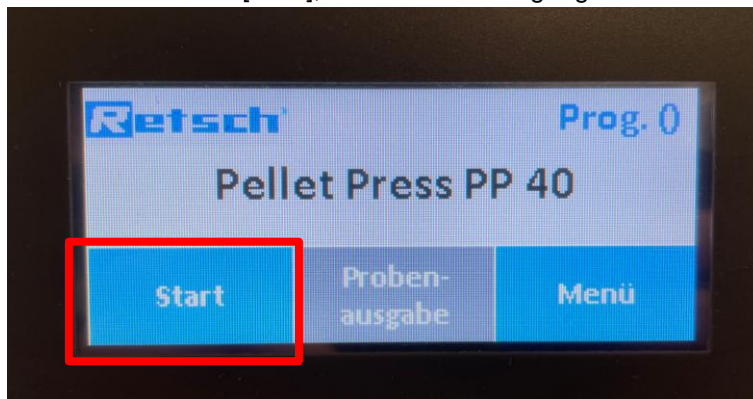 Retsch
Prog. 0
Pellet Press PP 40
Start
Proben-
ausgabe
Menü